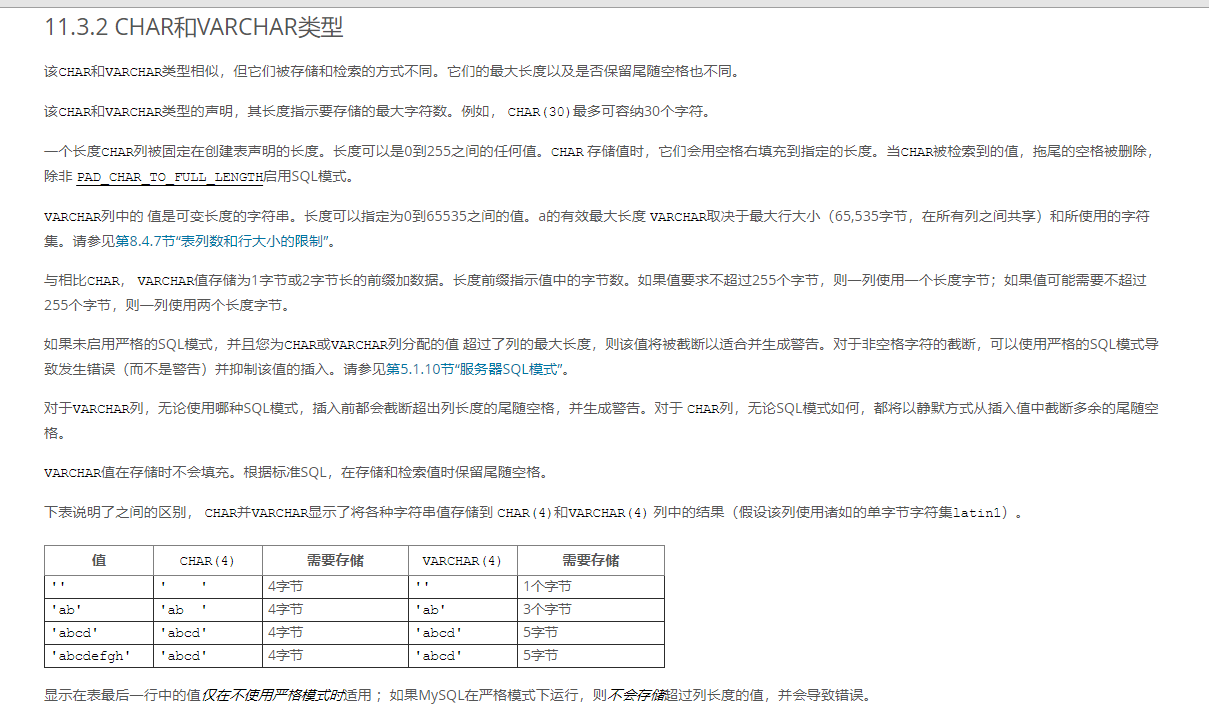 11.3.2 CHAR和VARCHAR类型
该CHAR和VARCHAR类型相似，但它们被存储和检索的方式不同。它们的最大长度以及是否保留尾随空格也不同。
该CHAR和VARCHAR类型的声明，其长度指示要存储的最大字符数。例如， CHAR(30)最多可容纳30个字符。
一个长度CHAR列被固定在创建表声明的长度。长度可以是0到255之间的任何值。CHAR 存储值时，它们会用空格右填充到指定的长度。当CHAR被检索到的值，拖尾的空格被删除，
除非 PAD_CHAR_TO_FULL_LENGTH启用SQL模式。
VARCHAR列中的 值是可变长度的字符串。长度可以指定为0到65535之间的值。a的有效最大长度 VARCHAR取决于最大行大小（65,535字节，在所有列之间共享）和所使用的字符
集。请参见第8.4.7节“表列数和行大小的限制”。
与相比CHAR， VARCHAR值存储为1字节或2字节长的前缀加数据。长度前缀指示值中的字节数。如果值要求不超过255个字节，则一列使用一个长度字节；如果值可能需要不超过
255个字节，则一列使用两个长度字节。
如果未启用严格的SQL模式，并且您为CHAR或VARCHAR列分配的值 超过了列的最大长度，则该值将被截断以适合并生成警告。对于非空格字符的截断，可以使用严格的SQL模式导
致发生错误（而不是警告）并抑制该值的插入。请参见第5.1.10节“服务器SQL模式”。
对于VARCHAR列，无论使用哪种SQL模式，插入前都会截断超出列长度的尾随空格，并生成警告。对于 CHAR列，无论SQL模式如何，都将以静默方式从插入值中截断多余的尾随空
格。
VARCHAR值在存储时不会填充。根据标准SQL，在存储和检索值时保留尾随空格。
下表说明了之间的区别， CHAR并VARCHAR显示了将各种字符串值存储到 CHAR(4)和VARCHAR(4) 列中的结果（假设该列使用诸如的单字节字符集latin1）。
值 CHAR(4) 需要存储 VARCHAR(4) 需要存储
'' '    ' 4字节 '' 1个字节
'ab' 'ab  ' 4字节 'ab' 3个字节
'abcd' 'abcd' 4字节 'abcd' 5字节
'abcdefgh' 'abcd' 4字节 'abcd' 5字节
显示在表最后一行中的值仅在不使用严格模式时适用 ；如果MySQL在严格模式下运行，则不会存储超过列长度的值，并会导致错误。